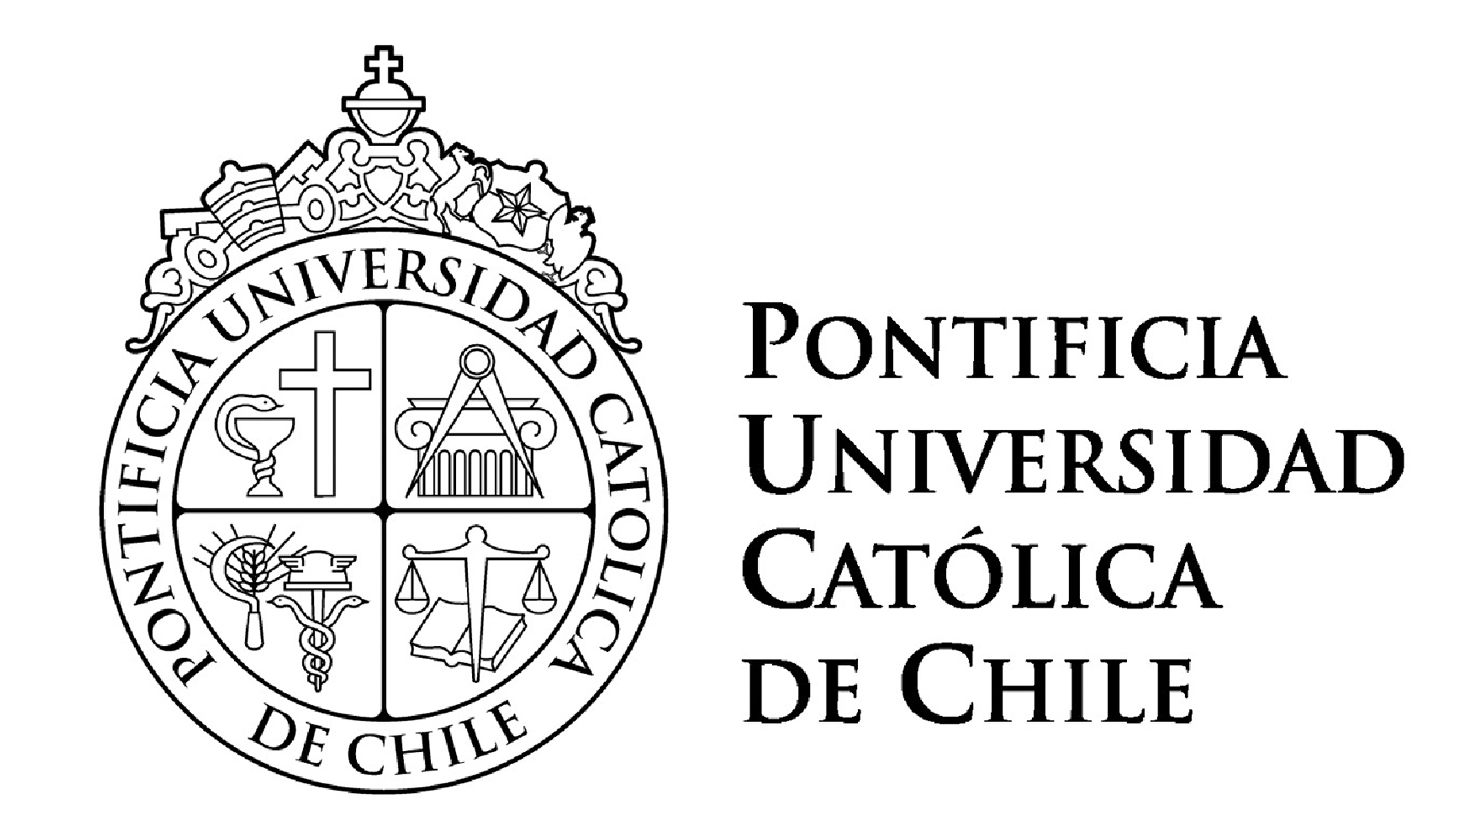 PONTIFICIA UNIVERSIDAD CATOLICA
DE CHILE
PONTIFICIA
UNIVERSIDAD
CATÓLICA
DE CHILE